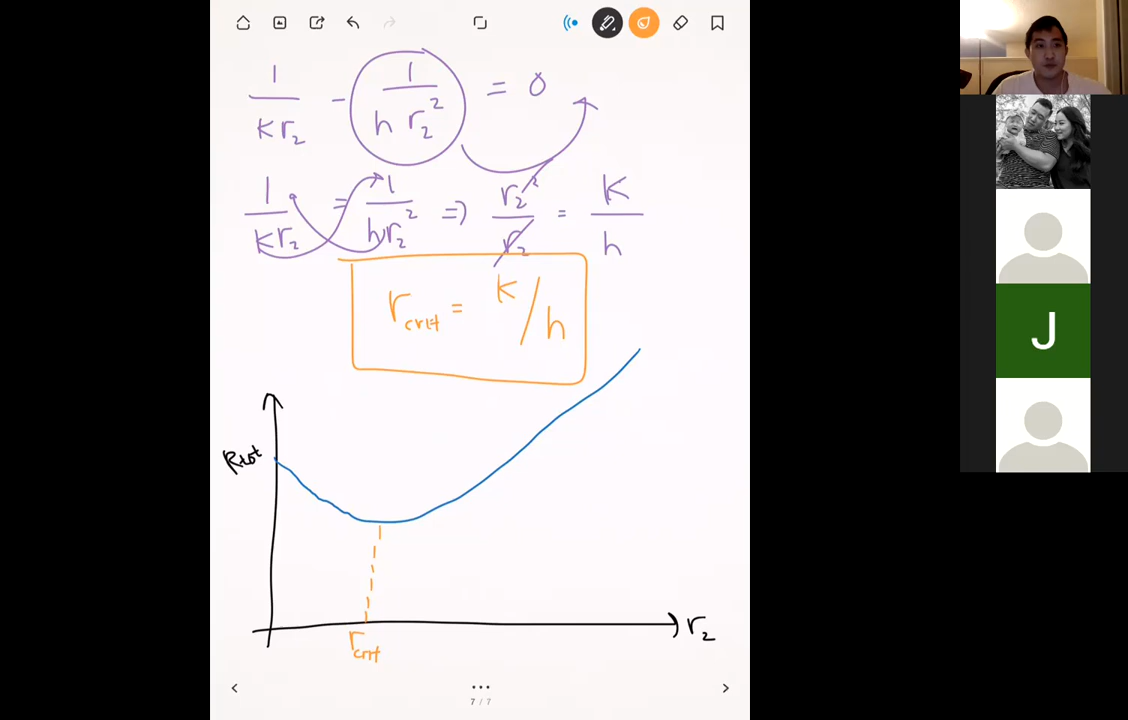 1/(Kr₂) - 1/(hr₂²) = 0
1/(Kr₂) = 1/(hr₂²) => r₂²/r₂ = K/h
r_crit = K/h
Rtot
r_crit
r₂
7 / 7
J